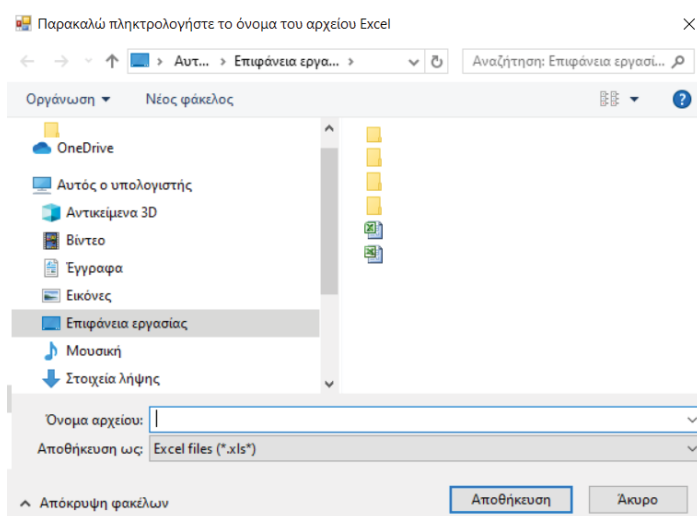 Παρακαλώ πληκτρολογήστε το όνομα του αρχείου Excel
Αυτ... › Επιφάνεια εργα... ›
Αναζήτηση: Επιφάνεια εργασί...
Οργάνωση
Νέος φάκελος
OneDrive
Αυτός ο υπολογιστής
Αντικείμενα 3D
Βίντεο
Έγγραφα
Εικόνες
Επιφάνεια εργασίας
Μουσική
Στοιχεία λήψης
Όνομα αρχείου:
Αποθήκευση ως: Excel files (*.xls*)
Απόκρυψη φακέλων
Αποθήκευση
Άκυρο